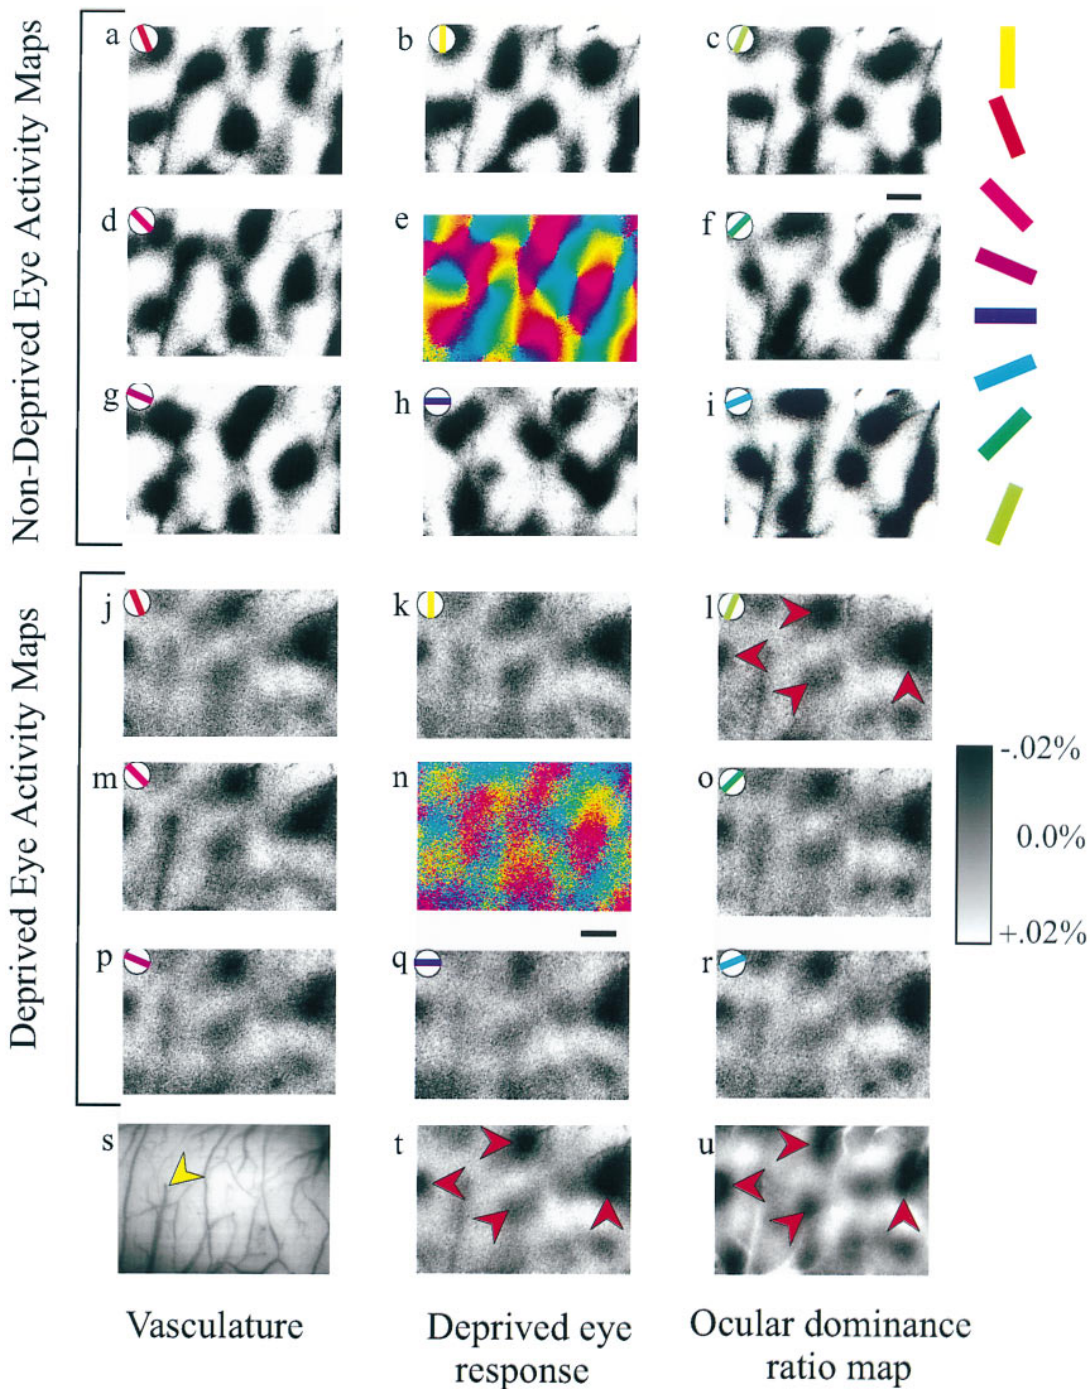 Non-Deprived Eye Activity Maps
a
b
c
d
e
f
g
h
i
Deprived Eye Activity Maps
j
k
l
m
n
o
p
q
r
-.02%
0.0%
+.02%
s
t
u
Vasculature
Deprived eye
response
Ocular dominance
ratio map